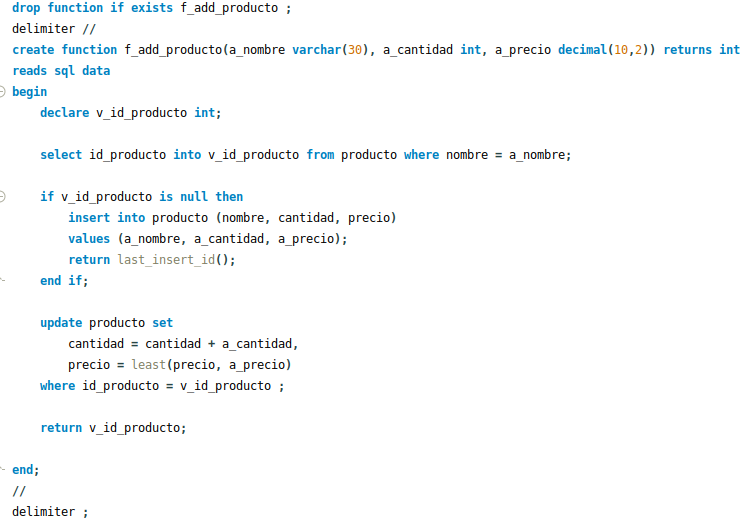 drop function if exists f_add_producto ;
delimiter //
create function f_add_producto(a_nombre varchar(30), a_cantidad int, a_precio decimal(10,2)) returns int
reads sql data
begin
    declare v_id_producto int;

    select id_producto into v_id_producto from producto where nombre = a_nombre;

    if v_id_producto is null then
        insert into producto (nombre, cantidad, precio)
        values (a_nombre, a_cantidad, a_precio);
        return last_insert_id();
    end if;

    update producto set
        cantidad = cantidad + a_cantidad,
        precio = least(precio, a_precio)
    where id_producto = v_id_producto ;

    return v_id_producto;

end;
//
delimiter ;